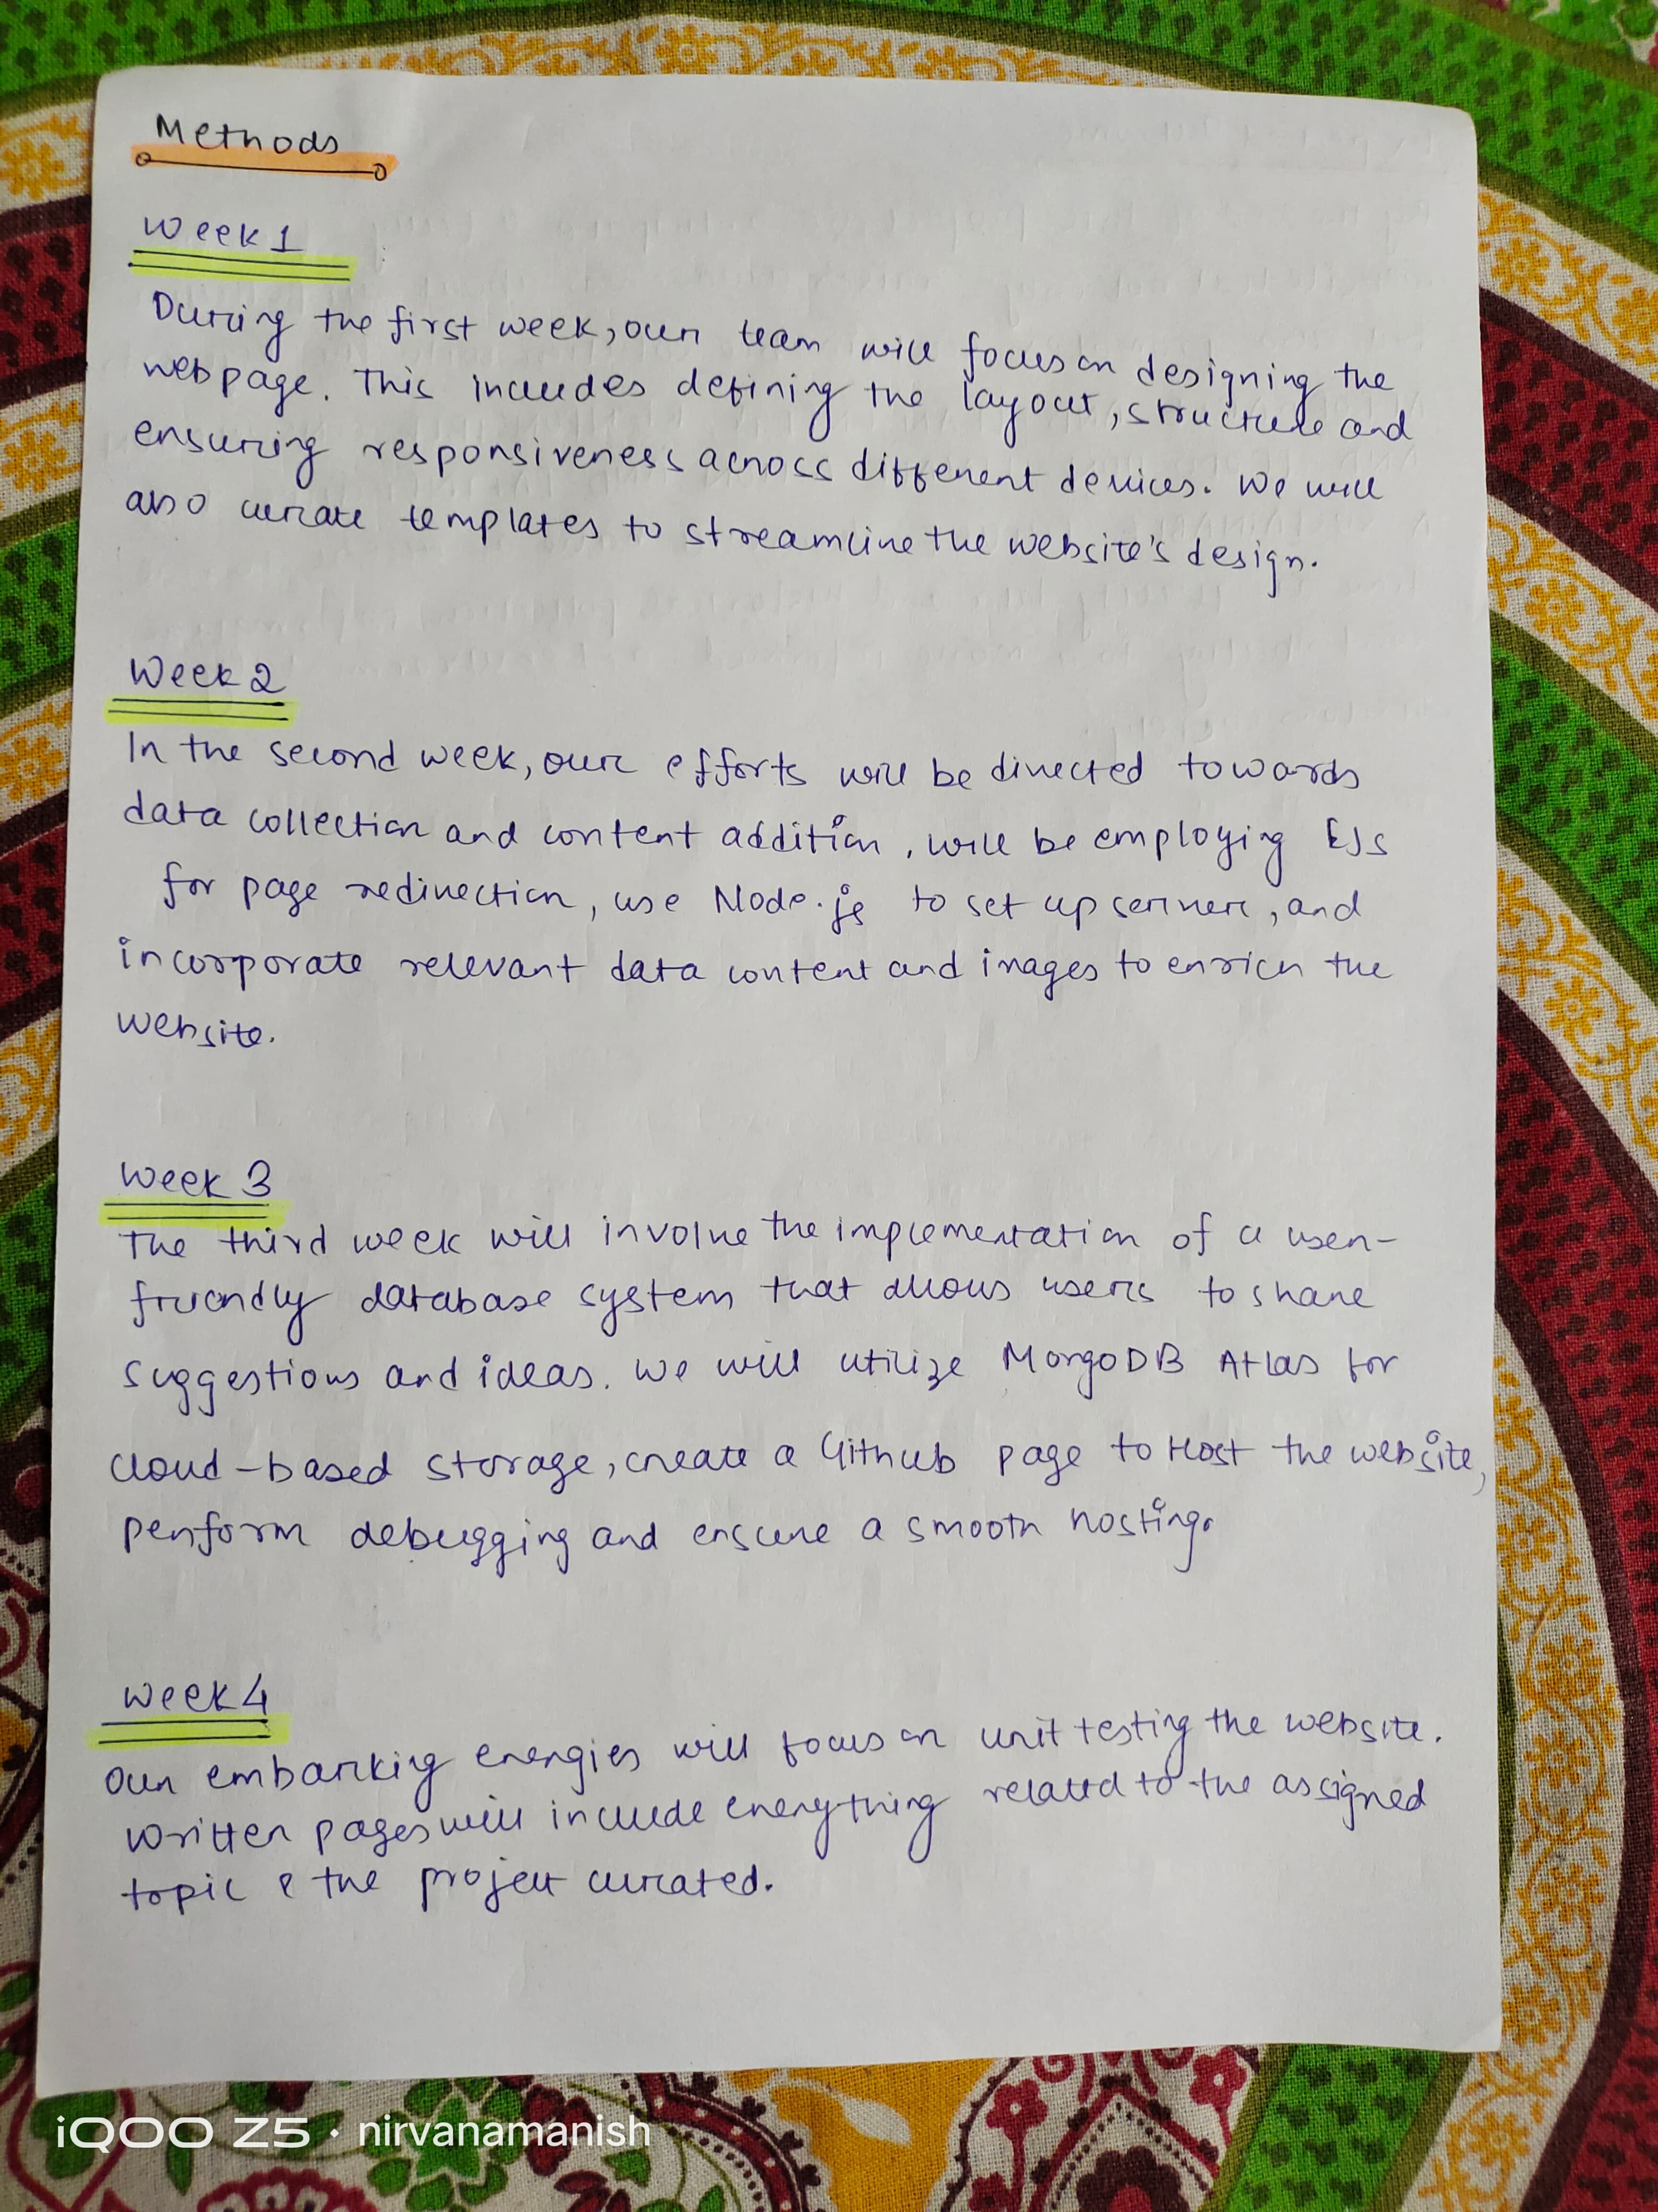 Methods
Week 1
During the first week, our team will focus on designing the
webpage. This includes defining the layout, structure and
ensuring responsiveness across different devices. We will
also curate templates to streamline the website's design.
Week 2
In the second week, our efforts will be directed towards
data collection and content addition, will be employing EJS
for page redirection, use Node.js to set up server, and
incorporate relevant data content and images to enrich the
website.
Week 3
The third week will involve the implementation of a user-
friendly database system that allows users to share
suggestions and ideas. We will utilize MongoDB Atlas for
cloud-based storage, create a Github page to Host the website,
perform debugging and ensure a smooth hosting.
Week 4
Our embarking energies will focus on unit testing the website.
Written pages will include everything related to the assigned
topic & the project curated.
iQOO Z5 · nirvanamanish